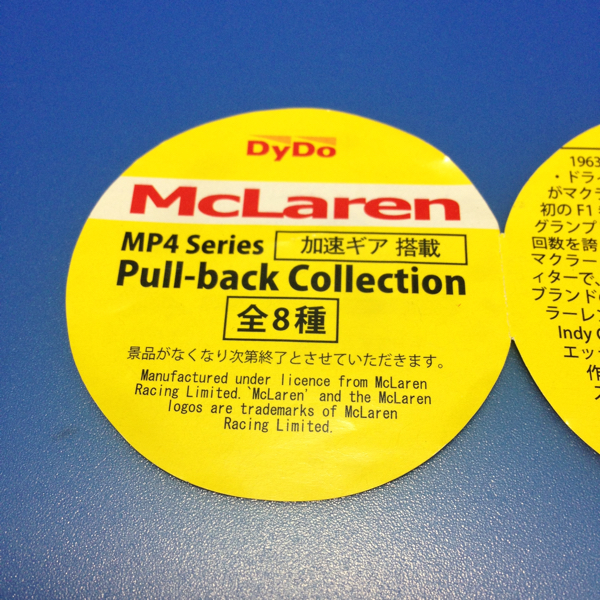 DyDo
McLaren
MP4 Series 加速ギア 搭載
Pull-back Collection
全8種
景品がなくなり次第終了とさせていただきます。
Manufactured under licence from McLaren
Racing Limited.`McLaren' and the McLaren
logos are trademarks of McLaren
Racing Limited.
1963
・ドライ
がマクラ
初のF1
グランプ
回数を誇
マクラー
ィターで、
ブランドの
ラーレン
Indy C
エッ
作